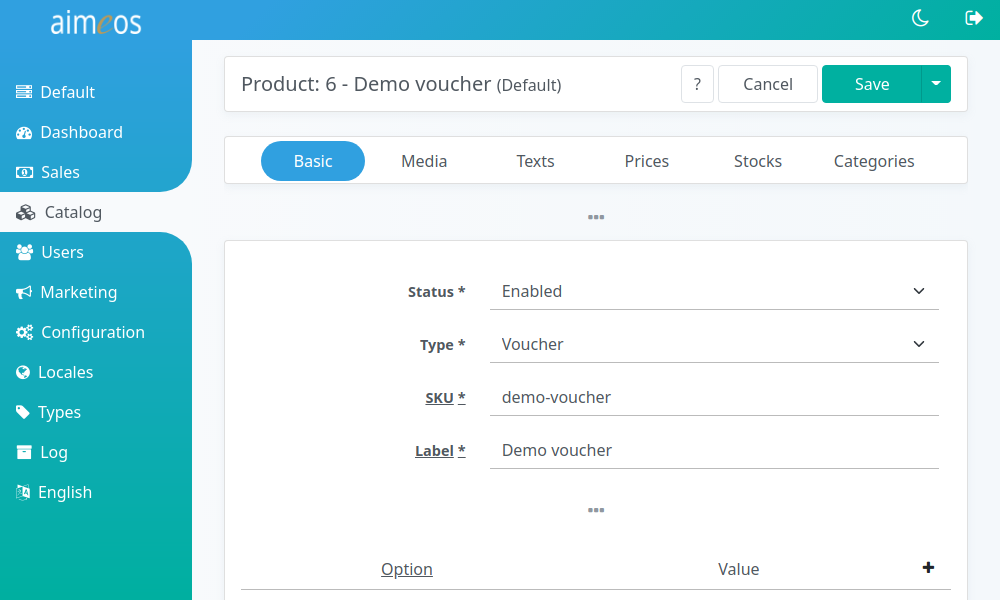 aimeos
Default
Dashboard
Sales
Catalog
Users
Marketing
Configuration
Locales
Types
Log
English
Product: 6 - Demo voucher (Default)
?
Cancel
Save
Basic
Media
Texts
Prices
Stocks
Categories
Status *
Enabled
Type *
Voucher
SKU *
demo-voucher
Label *
Demo voucher
Option
Value